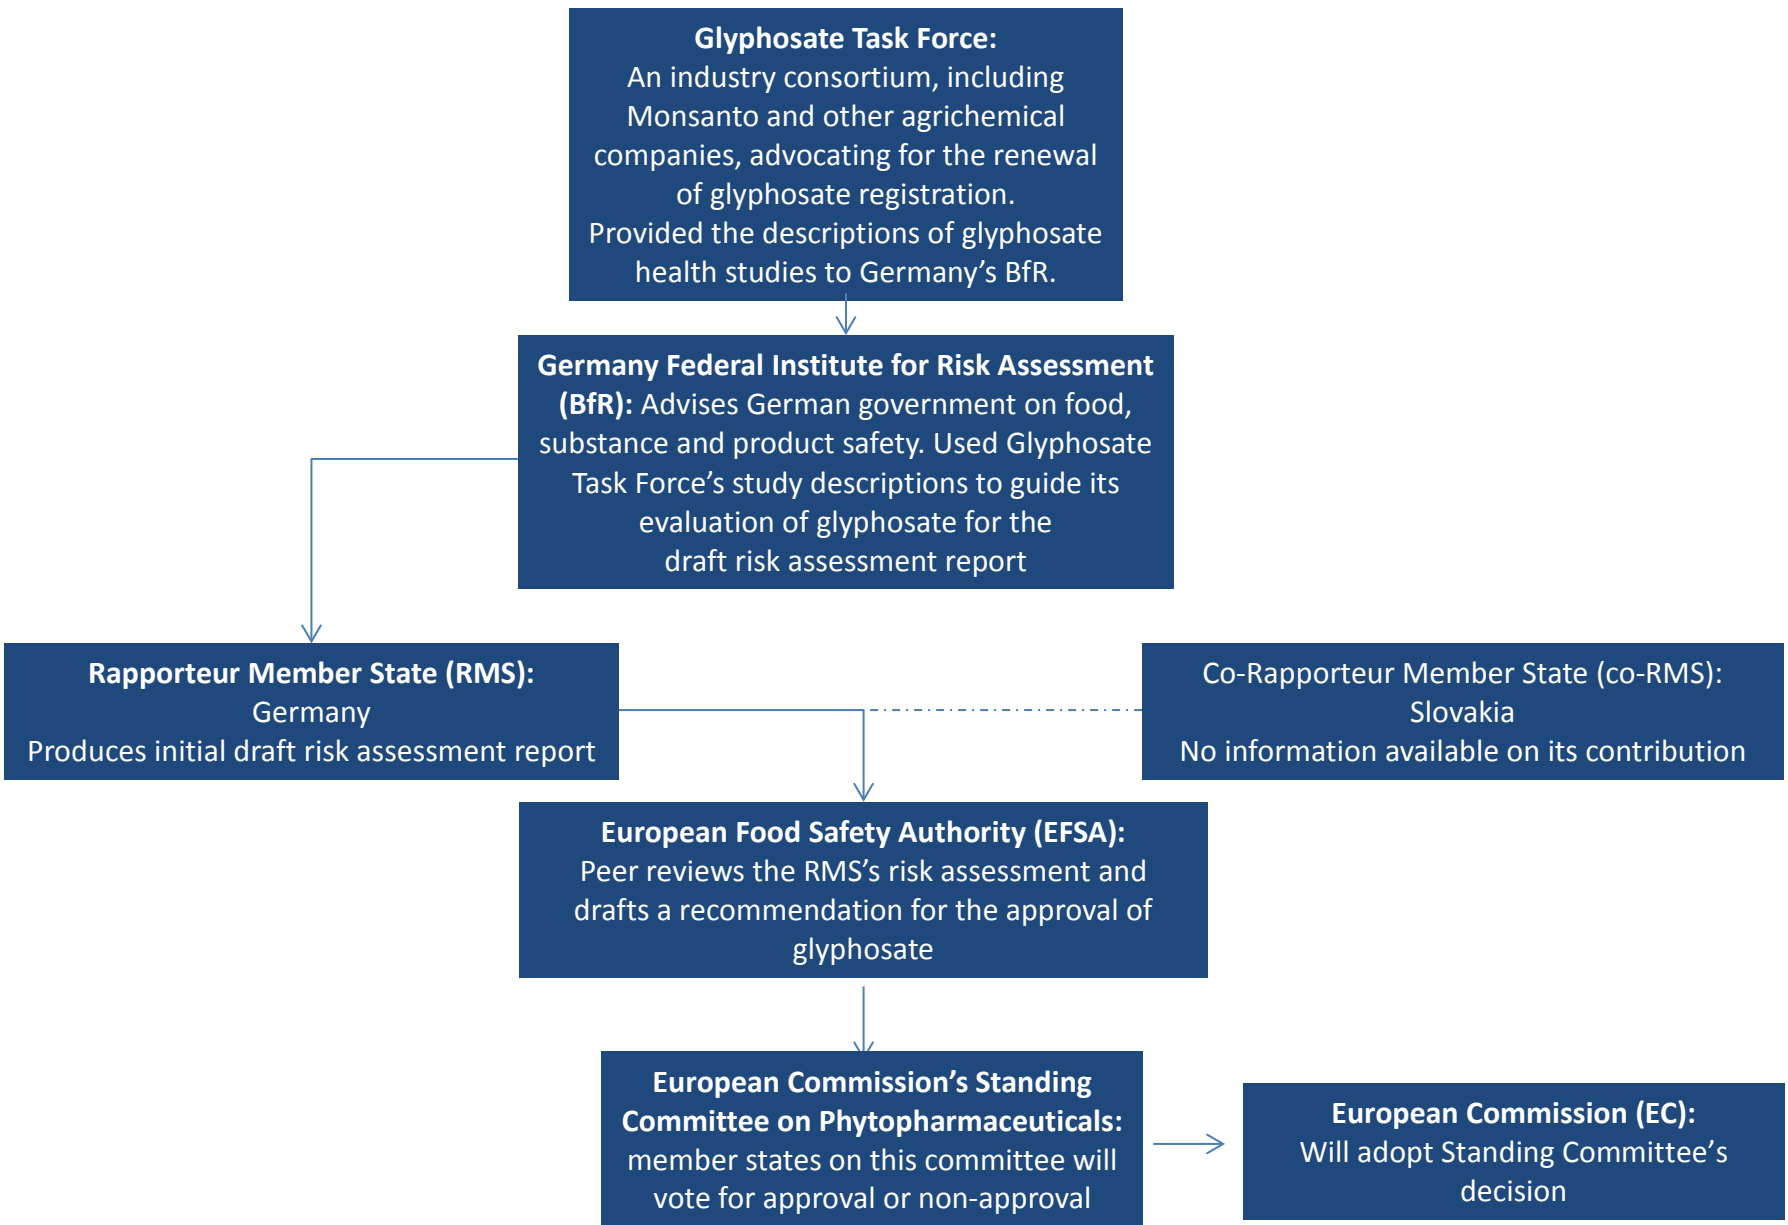 Glyphosate Task Force:
An industry consortium, including
Monsanto and other agrichemical
companies, advocating for the renewal
of glyphosate registration.
Provided the descriptions of glyphosate
health studies to Germany’s BfR.
Germany Federal Institute for Risk Assessment
(BfR): Advises German government on food,
substance and product safety. Used Glyphosate
Task Force’s study descriptions to guide its
evaluation of glyphosate for the
draft risk assessment report
Rapporteur Member State (RMS):
Germany
Produces initial draft risk assessment report
Co-Rapporteur Member State (co-RMS):
Slovakia
No information available on its contribution
European Food Safety Authority (EFSA):
Peer reviews the RMS’s risk assessment and
drafts a recommendation for the approval of
glyphosate
European Commission’s Standing
Committee on Phytopharmaceuticals:
member states on this committee will
vote for approval or non-approval
European Commission (EC):
Will adopt Standing Committee’s
decision